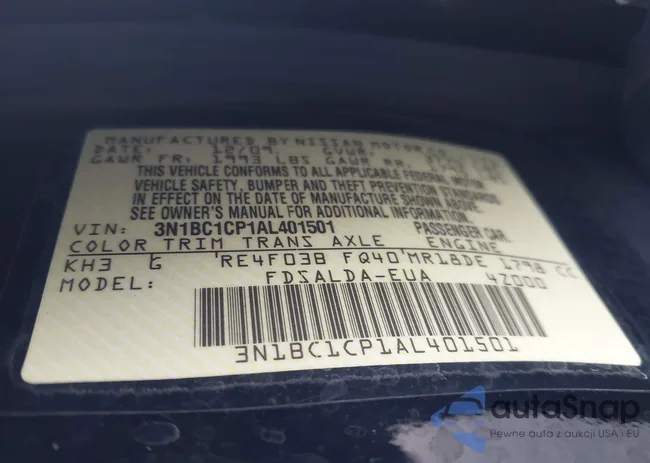 MANUFACTURED BY NISSAN MOTOR
DATE: 12/09 GVWR
GAWR FR: 1993 LBS GAWR RR
THIS VEHICLE CONFORMS TO ALL APPLICABLE FEDERAL MOTOR
VEHICLE SAFETY, BUMPER AND THEFT PREVENTION STANDARDS
IN EFFECT ON THE DATE OF MANUFACTURE SHOWN ABOVE.
SEE OWNER'S MANUAL FOR ADDITIONAL INFORMATION
VIN: 3N1BC1CP1AL401501 PASSENGER CAR
COLOR TRIM TRANS AXLE ENGINE
KH3 G RE4F03B FQ40 MR18DE 1798 CC
MODEL: FDSALDA-EUA 4Z000
3N1BC1CP1AL401501
autoSnap
Pewne auta z aukcji USA i EU